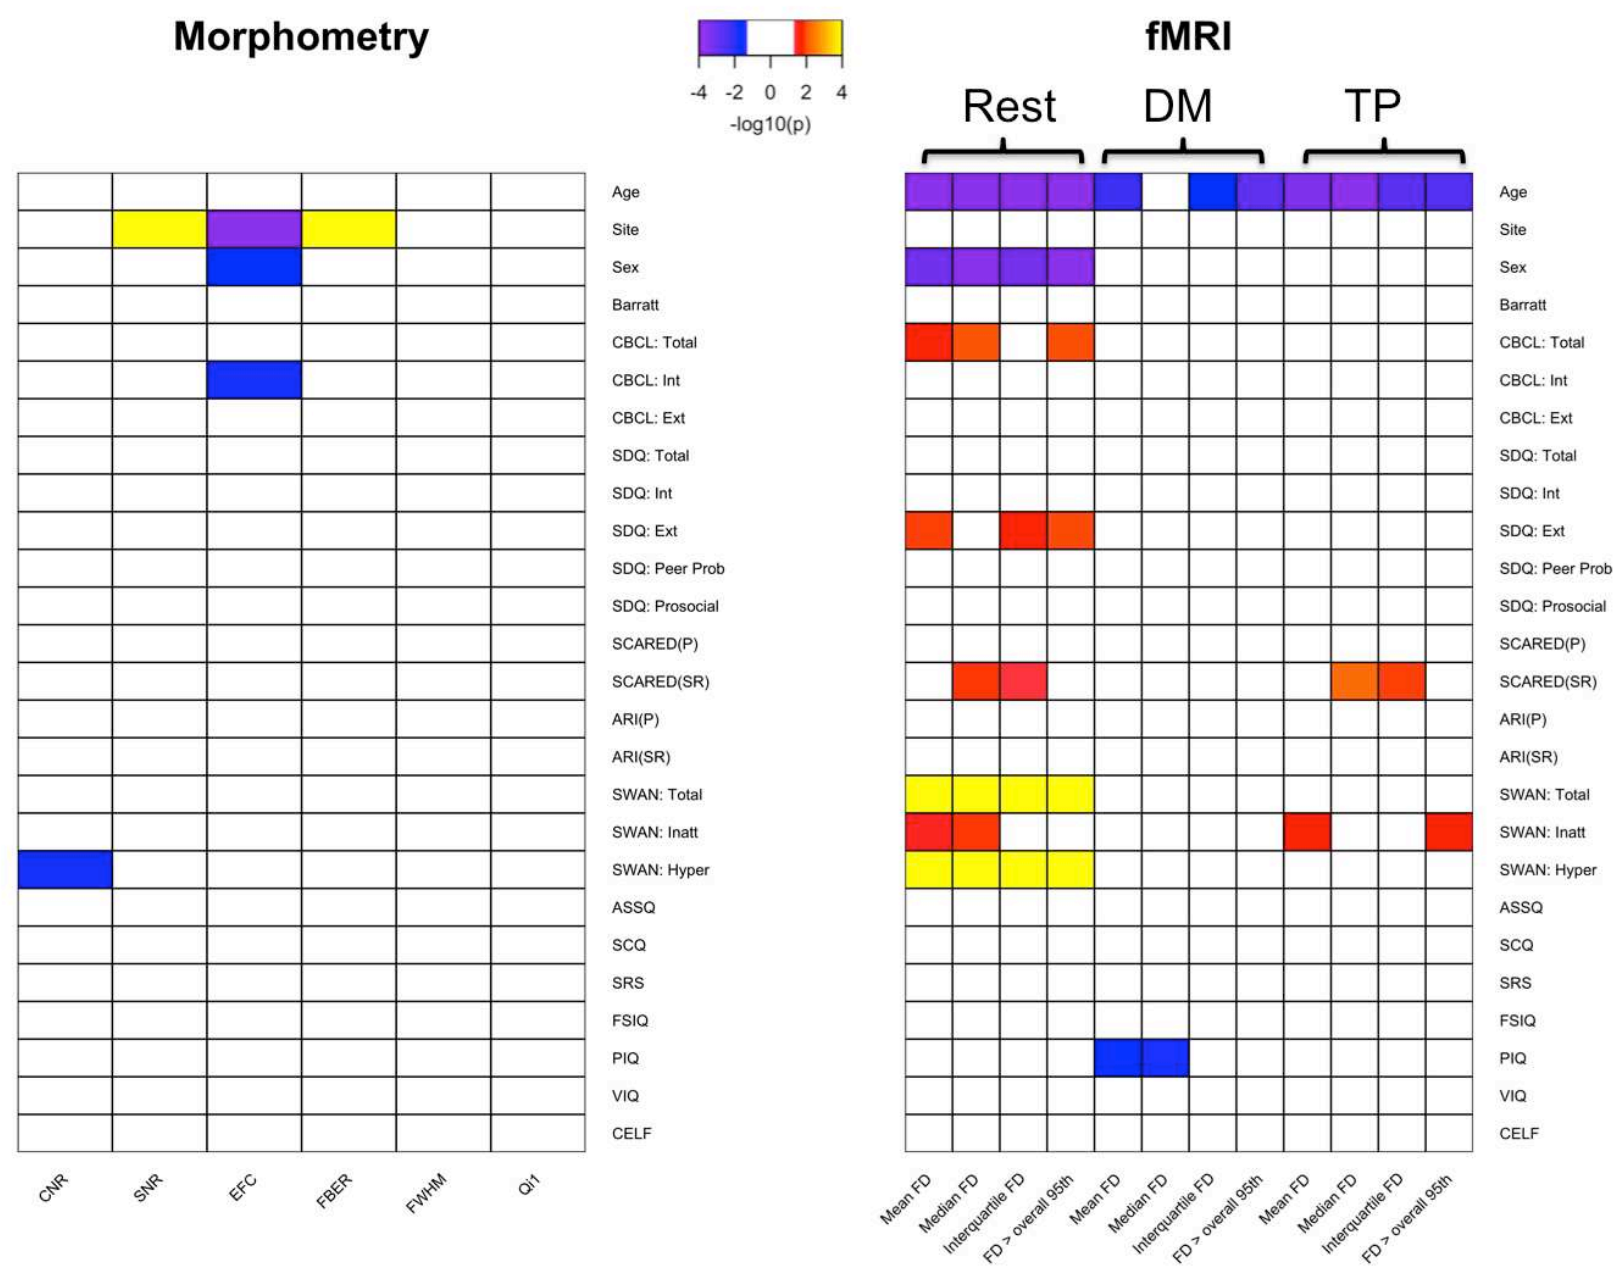 Morphometry
fMRI
-4 -2 0 2 4
-log10(p)
Rest DM TP
Age
Site
Sex
Barratt
CBCL: Total
CBCL: Int
CBCL: Ext
SDQ: Total
SDQ: Int
SDQ: Ext
SDQ: Peer Prob
SDQ: Prosocial
SCARED(P)
SCARED(SR)
ARI(P)
ARI(SR)
SWAN: Total
SWAN: Inatt
SWAN: Hyper
ASSQ
SCQ
SRS
FSIQ
PIQ
VIQ
CELF
CNR
SNR
EFC
FBER
FWHM
Qi1
Age
Site
Sex
Barratt
CBCL: Total
CBCL: Int
CBCL: Ext
SDQ: Total
SDQ: Int
SDQ: Ext
SDQ: Peer Prob
SDQ: Prosocial
SCARED(P)
SCARED(SR)
ARI(P)
ARI(SR)
SWAN: Total
SWAN: Inatt
SWAN: Hyper
ASSQ
SCQ
SRS
FSIQ
PIQ
VIQ
CELF
Mean FD
Median FD
Interquartile FD
FD > overall 95th
Mean FD
Median FD
Interquartile FD
FD > overall 95th
Mean FD
Median FD
Interquartile FD
FD > overall 95th